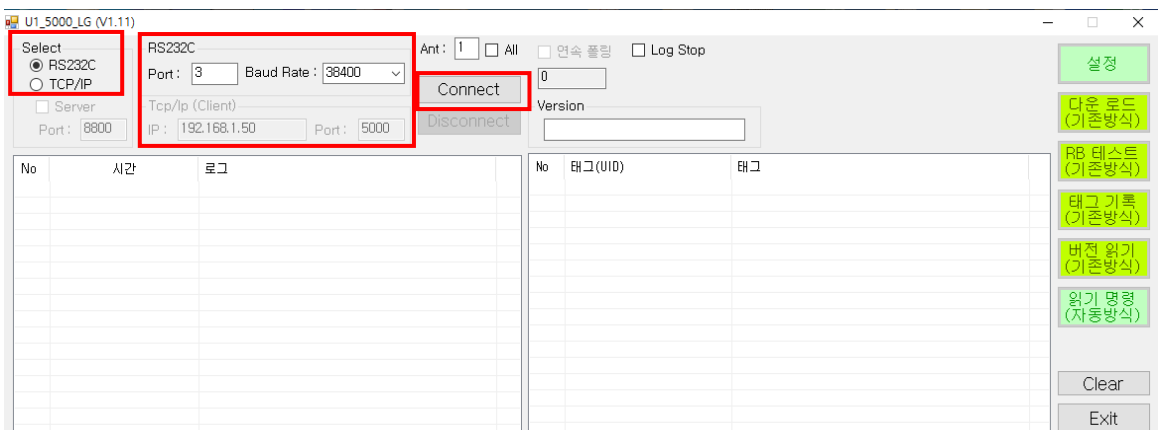 U1_5000_LG (V1.11)
Select
RS232C
TCP/IP
Server
Port : 8800
RS232C
Port : 3 Baud Rate : 38400
Tcp/Ip (Client)
IP : 192.168.1.50 Port : 5000
Ant : 1 All
Connect
Disconnect
연속 폴링 Log Stop
0
Version
No 시간 로그
No 태그(UID) 태그
설정
다운 로드
(기존방식)
RB 테스트
(기존방식)
태그 기록
(기존방식)
버전 읽기
(기존방식)
읽기 명령
(자동방식)
Clear
Exit